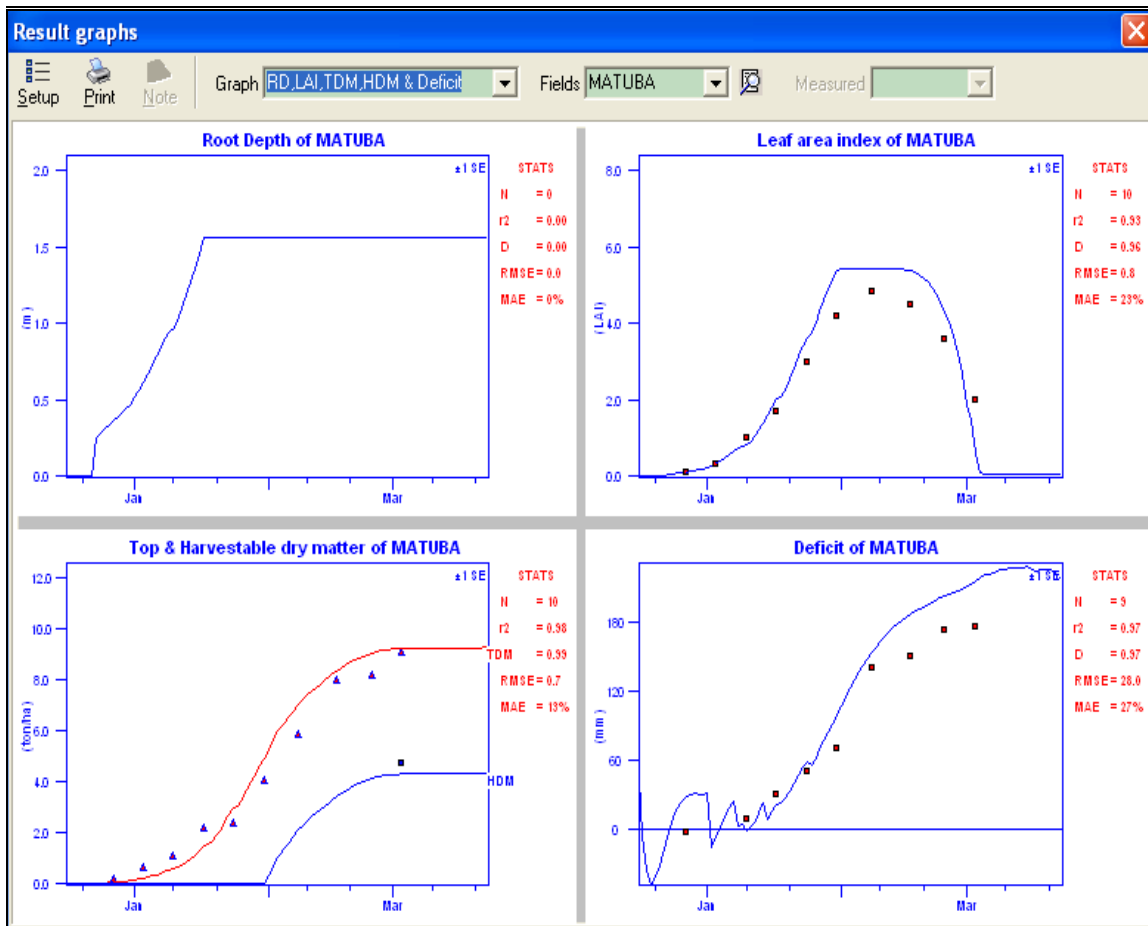 Result graphs
Setup Print Note Graph RD,LAI,TDM,HDM & Deficit Fields MATUBA Measured
Root Depth of MATUBA
±1 SE
STATS
N = 0
r2 = 0.00
D = 0.00
RMSE= 0.0
MAE = 0%
2.0
1.5
1.0
0.5
0.0
(m)
Jan Mar
Leaf area index of MATUBA
±1 SE
STATS
N = 10
r2 = 0.93
D = 0.96
RMSE= 0.8
MAE = 23%
8.0
6.0
4.0
2.0
0.0
(LAI)
Jan Mar
Top & Harvestable dry matter of MATUBA
±1 SE
STATS
N = 10
r2 = 0.98
TDM = 0.99
RMSE= 0.7
MAE = 13%
HDM
12.0
10.0
8.0
6.0
4.0
2.0
0.0
(ton/ha)
Jan Mar
Deficit of MATUBA
±1 SE
STATS
N = 9
r2 = 0.97
D = 0.97
RMSE= 28.0
MAE = 27%
180
120
60
0
(mm)
Jan Mar